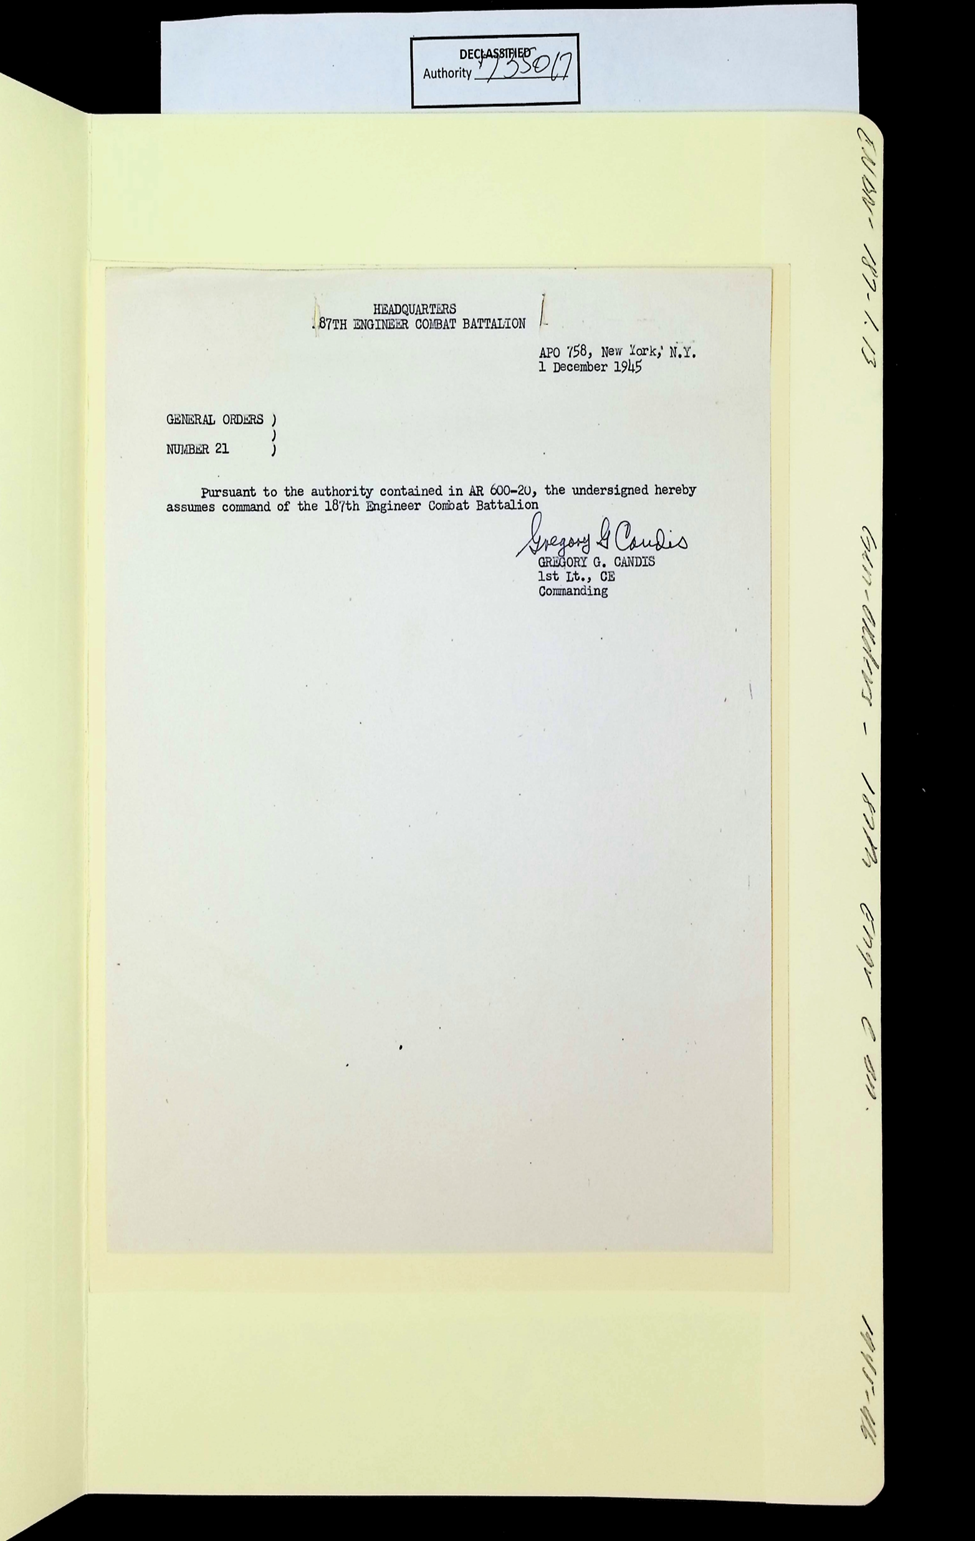 DECLASSIFIED
Authority 735017
HEADQUARTERS
187TH ENGINEER COMBAT BATTALION
APO 758, New York, N.Y.
1 December 1945
GENERAL ORDERS )
)
NUMBER 21 )
Pursuant to the authority contained in AR 600-20, the undersigned hereby
assumes command of the 187th Engineer Combat Battalion
Gregory G Candis
GREGORY G. CANDIS
1st Lt., CE
Commanding
ENBN-187-1.13
Gen-Orders - 187th Engr C Bn. 1945-46